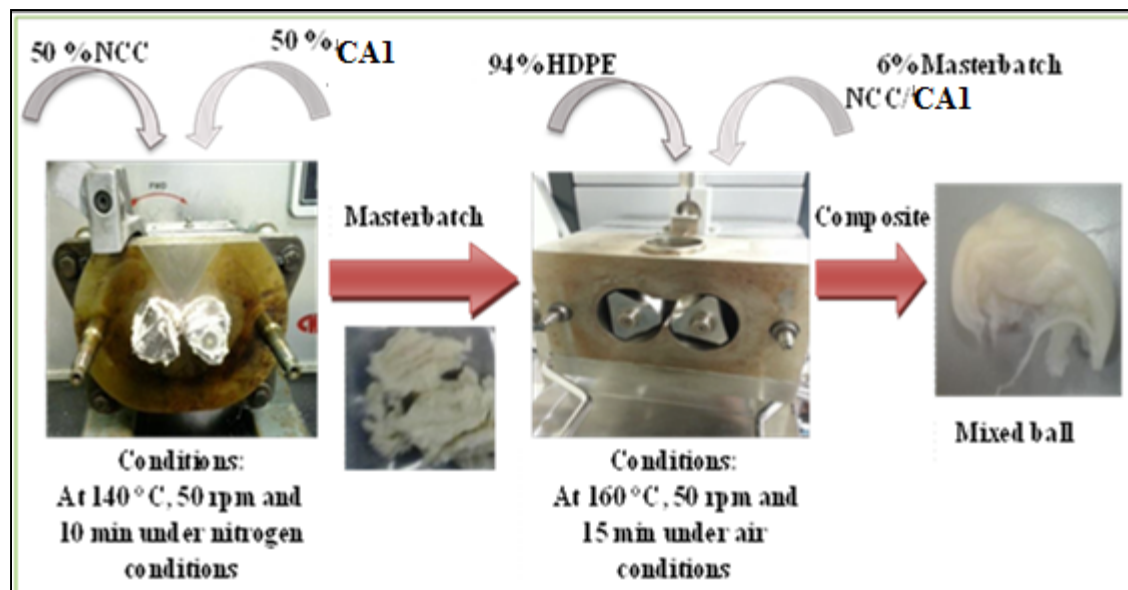 50 %NCC
50 % CA1
94%HDPE
6%Masterbatch
NCC/CA1
FWD
Masterbatch
Composite
Mixed ball
Conditions:
At 140 °C, 50 rpm and
10 min under nitrogen
conditions
Conditions:
At 160 °C, 50 rpm and
15 min under air
conditions